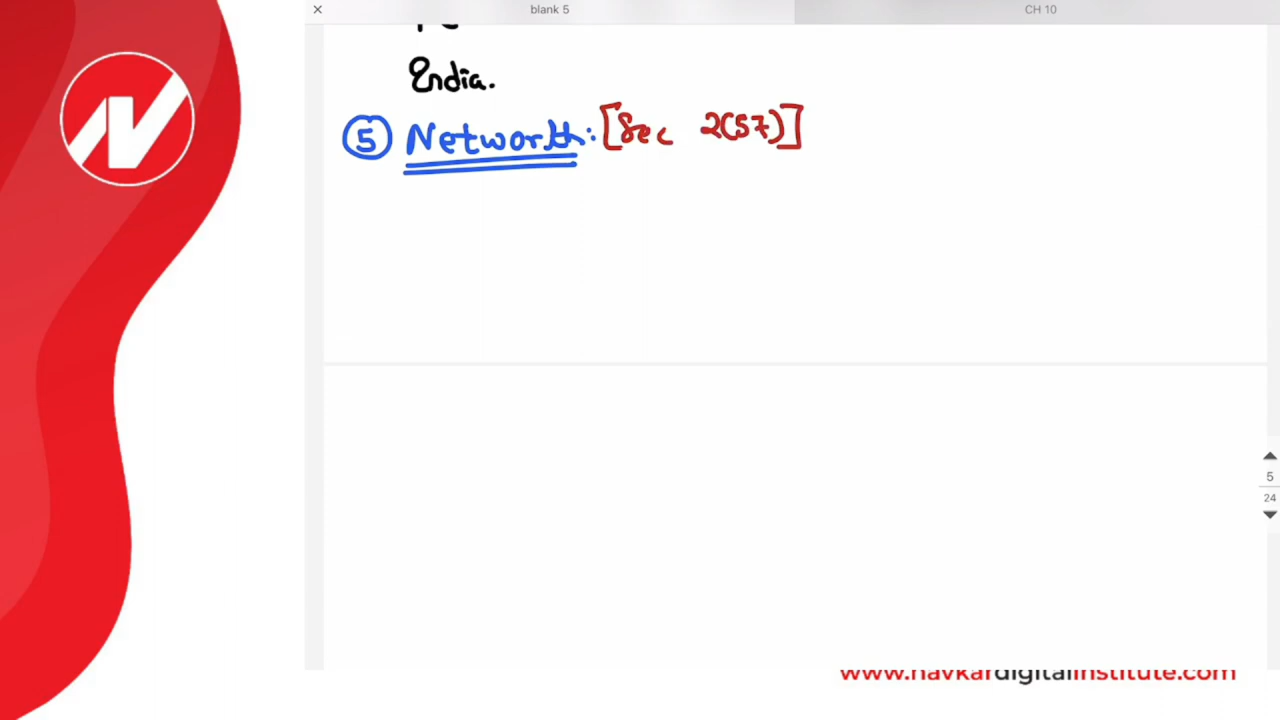 blank 5
CH 10
India.
5 Networth: [Sec 2(57)]
5
24
www.navkardigitalinstitute.com